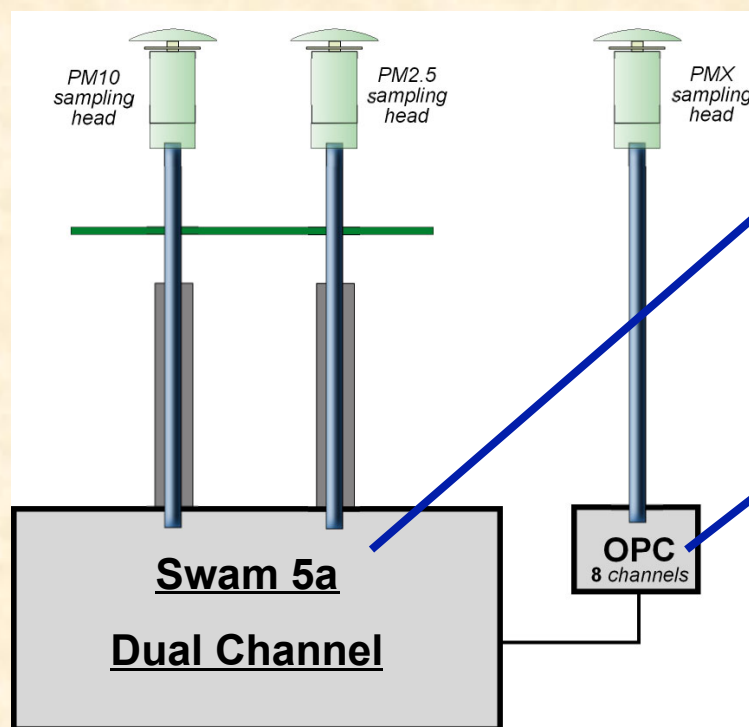 PM10
sampling
head
PM2.5
sampling
head
PMX
sampling
head
Swam 5a
Dual Channel
OPC
8 channels